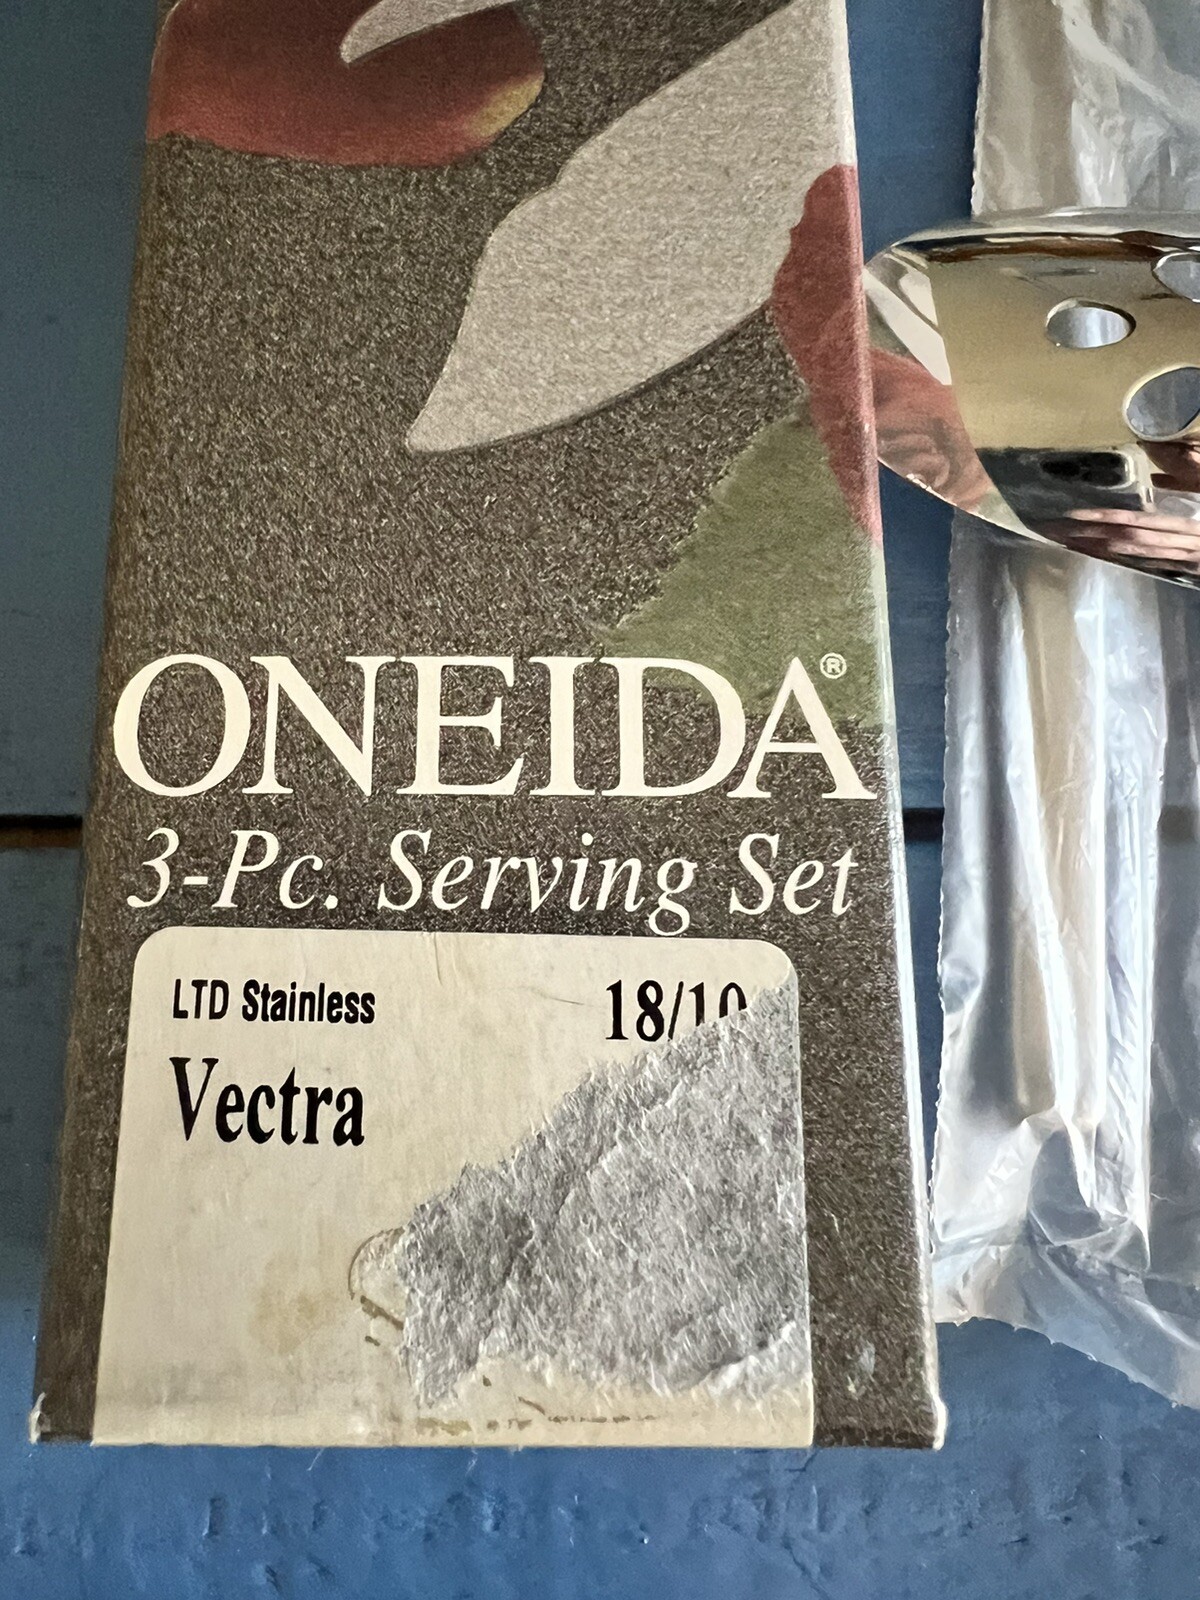 ONEIDA®
3-Pc. Serving Set
LTD Stainless 18/10
Vectra